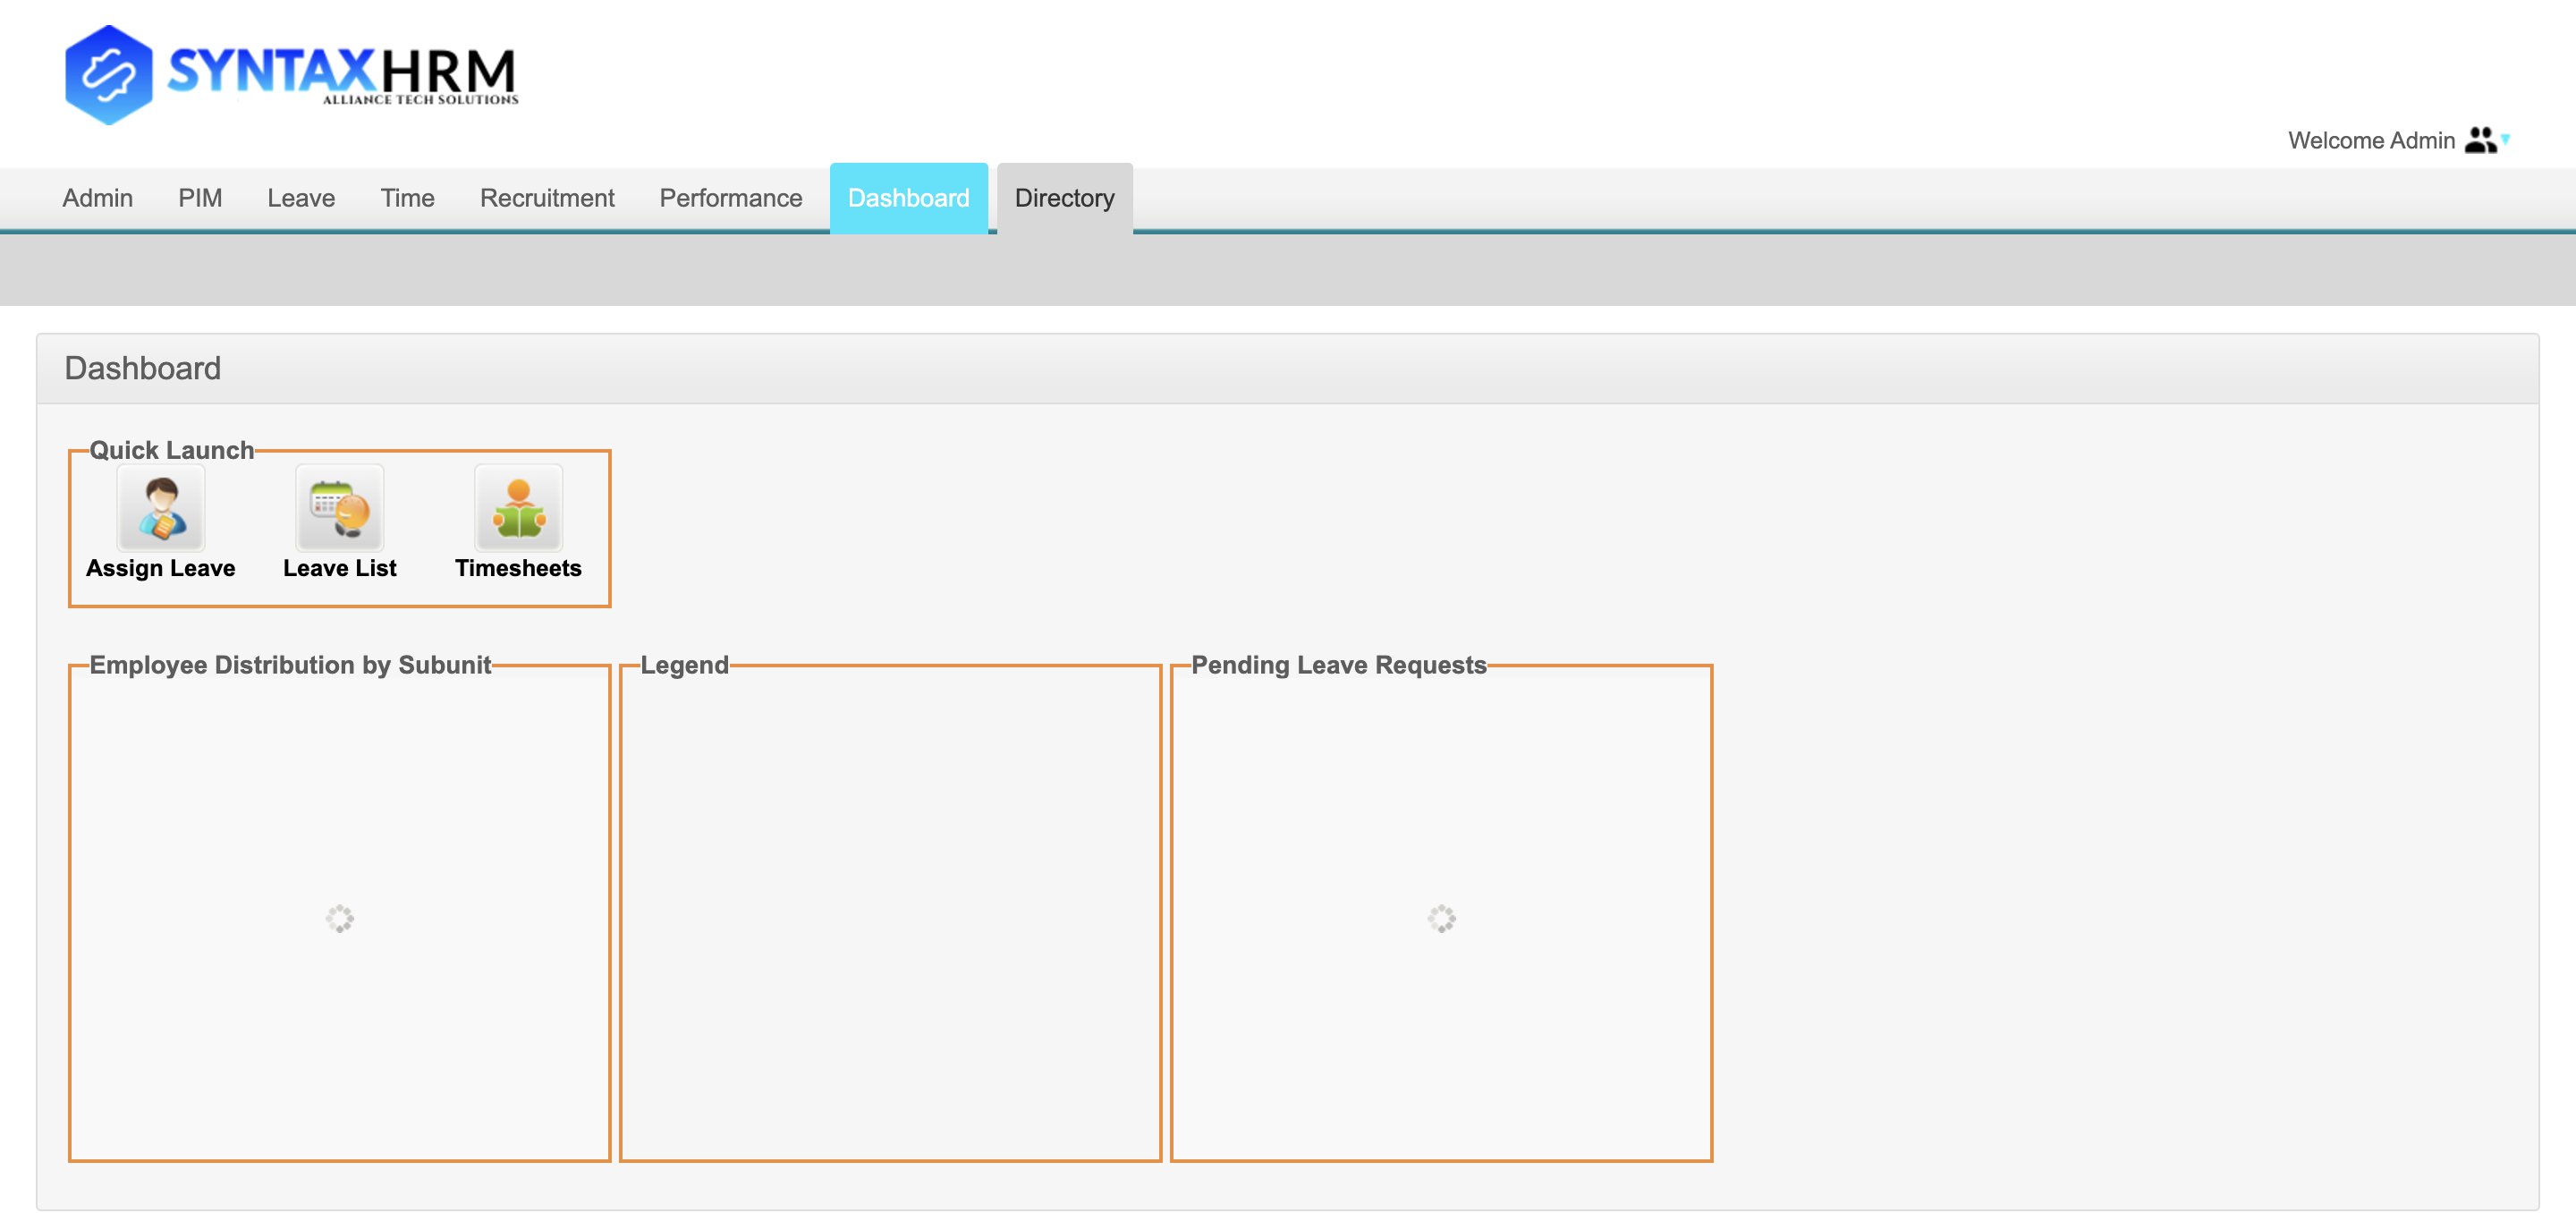 SYNTAXHRM
ALLIANCE TECH SOLUTIONS
Welcome Admin
Admin PIM Leave Time Recruitment Performance Dashboard Directory
Dashboard
Quick Launch
Assign Leave Leave List Timesheets
Employee Distribution by Subunit Legend Pending Leave Requests